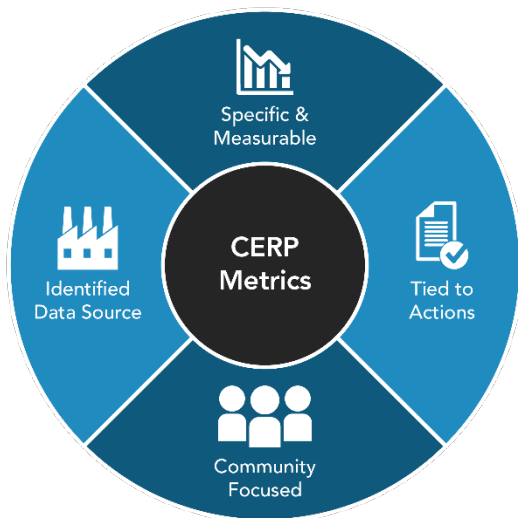 Specific &
Measurable
CERP
Metrics
Identified
Data Source
Tied to
Actions
Community
Focused